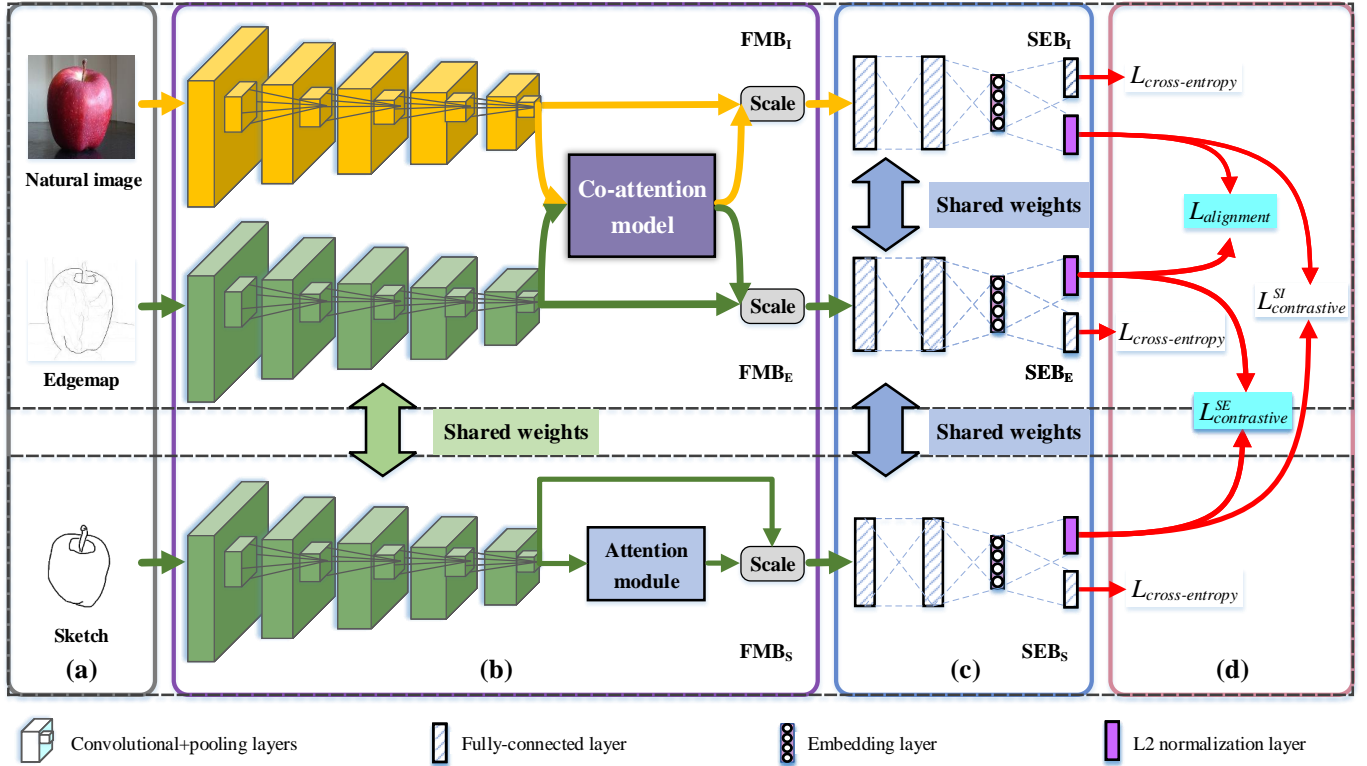 FMB_I
SEB_I
L_cross-entropy
Scale
Natural image
Co-attention
model
Shared weights
L_alignment
L^SI_contrastive
Scale
L_cross-entropy
Edgemap
FMB_E
SEB_E
L^SE_contrastive
Shared weights
Shared weights
Attention
module
Scale
L_cross-entropy
Sketch
FMB_S
SEB_S
(a)
(b)
(c)
(d)
Convolutional+pooling layers
Fully-connected layer
Embedding layer
L2 normalization layer